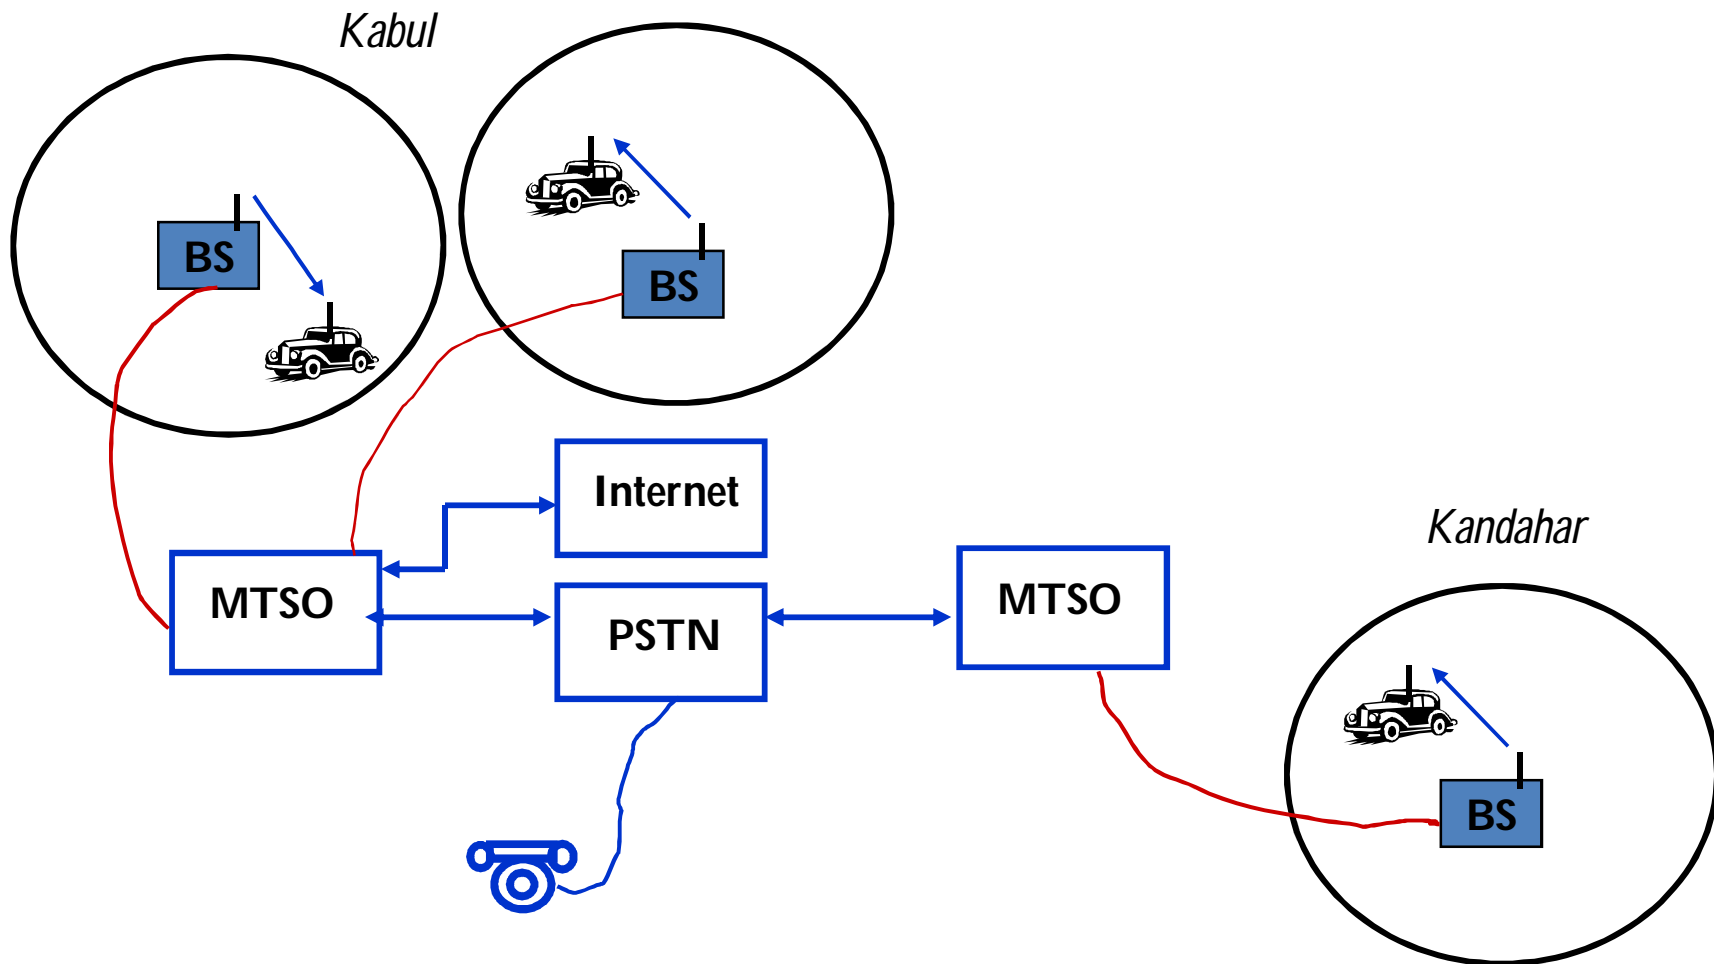 Kabul
BS
BS
Internet
Kandahar
MTSO
PSTN
MTSO
BS